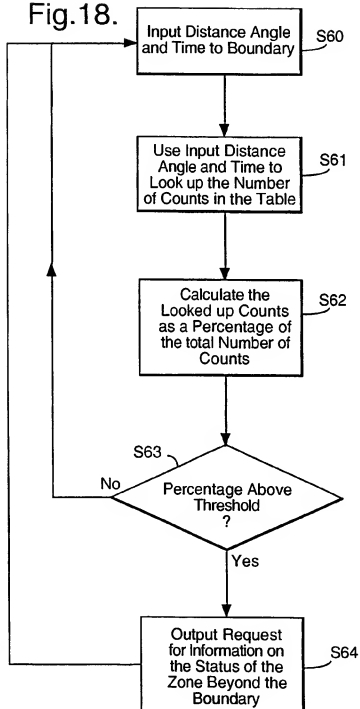 Fig.18.
Input Distance Angle
and Time to Boundary
S60
Use Input Distance
Angle and Time to
Look up the Number
of Counts in the Table
S61
Calculate the
Looked up Counts
as a Percentage of
the total Number of
Counts
S62
S63
No
Percentage Above
Threshold
?
Yes
Output Request
for Information on
the Status of the
Zone Beyond the
Boundary
S64